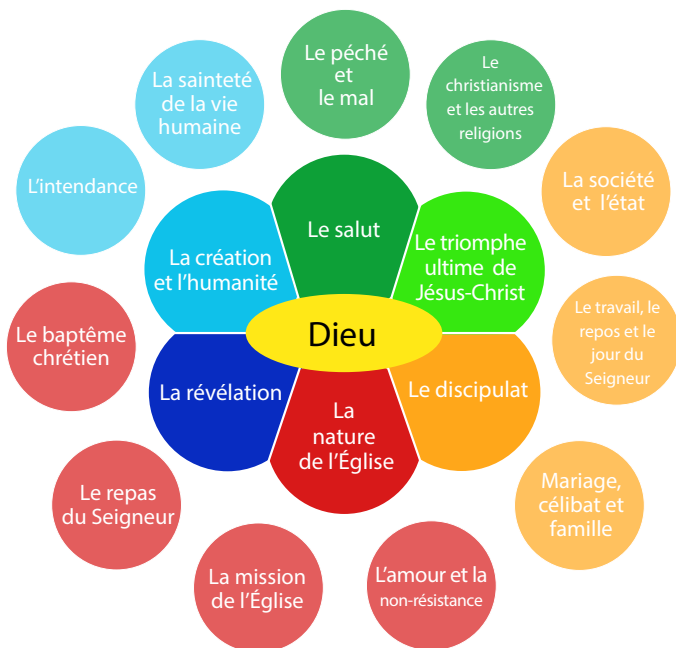 Le péché
et
le mal
Le
christianisme
et les autres
religions
La sainteté
de la vie
humaine
L'intendance
La société
et l'état
Le salut
La création
et l'humanité
Le triomphe
ultime de
Jésus-Christ
Dieu
Le baptême
chrétien
Le travail, le
repos et le
jour du
Seigneur
La révélation
La
nature
de l'Église
Le discipulat
Le repas
du Seigneur
Mariage,
célibat et
famille
La mission
de l'Église
L'amour et la
non-résistance